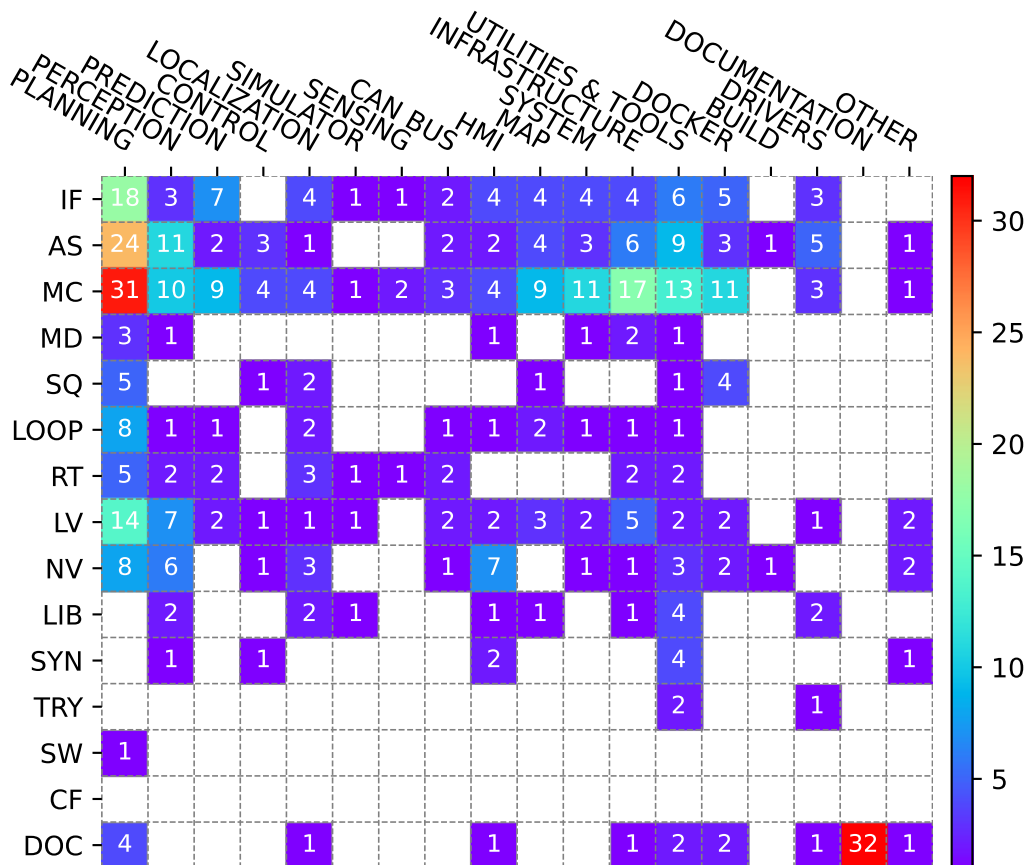 PLANNING
PERCEPTION
PREDICTION
CONTROL
LOCALIZATION
SIMULATOR
SENSING
CAN BUS
HMI
MAP
SYSTEM
INFRASTRUCTURE
UTILITIES & TOOLS
DOCKER
BUILD
DRIVERS
DOCUMENTATION
OTHER
IF 18 3 7 4 1 1 2 4 4 4 4 6 5 3
AS 24 11 2 3 1 2 2 4 3 6 9 3 1 5 1
MC 31 10 9 4 4 1 2 3 4 9 11 17 13 11 3 1
MD 3 1 1 1 2 1
SQ 5 1 2 1 1 4
LOOP 8 1 1 2 1 1 2 1 1 1
RT 5 2 2 3 1 1 2 2 2
LV 14 7 2 1 1 1 2 2 3 2 5 2 2 1 2
NV 8 6 1 3 1 7 1 1 3 2 1 2
LIB 2 2 1 1 1 1 4 2
SYN 1 1 2 4 1
TRY 2 1
SW 1
CF
DOC 4 1 1 1 2 2 1 32 1
30
25
20
15
10
5